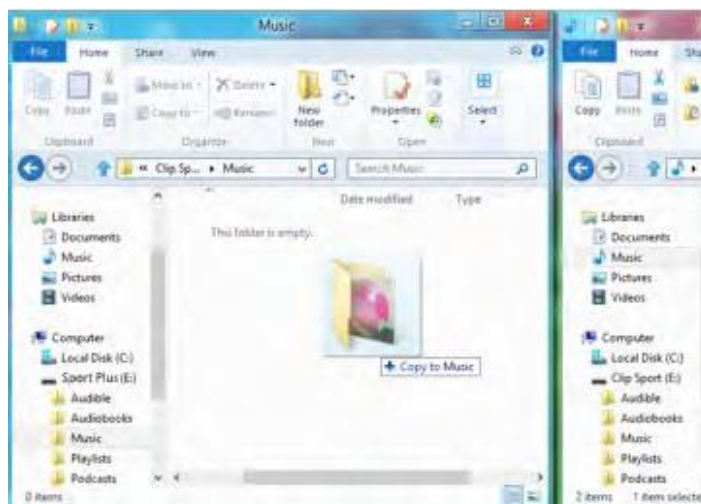 Music
File Home Share View
Copy Paste
Move to Delete
Copy to Rename
New folder
Properties
Select
Clipboard Organize New Open
Clip Sp... Music
Search Music
Date modified Type
This folder is empty.
Libraries
Documents
Music
Pictures
Videos
Computer
Local Disk (C:)
Sport Plus (E:)
Audible
Audiobooks
Music
Playlists
Podcasts
0 items
Copy to Music
File Home
Copy Paste
Clipboard
Libraries
Documents
Music
Pictures
Videos
Computer
Local Disk (C:)
Clip Sport (E:)
Audible
Audiobooks
Music
Playlists
Podcasts
2 items 1 item selecte